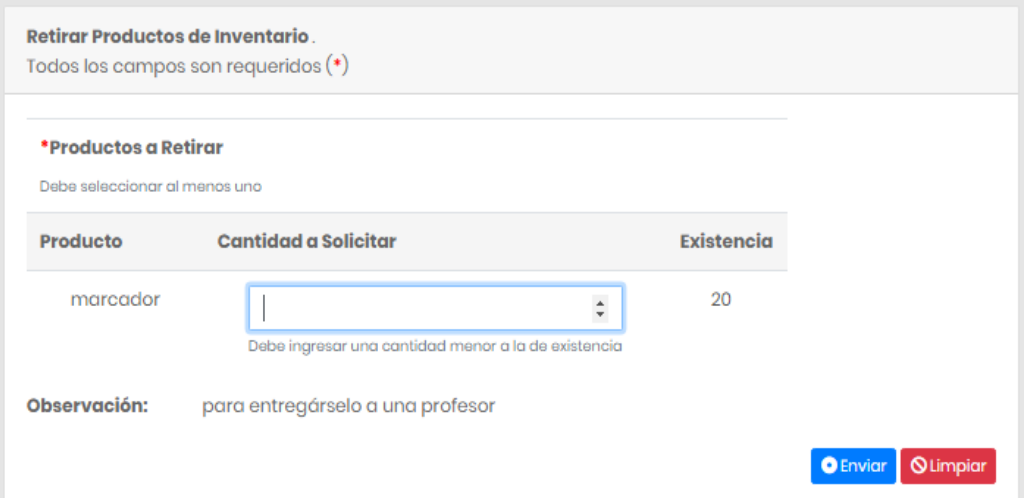 Retirar Productos de Inventario.
Todos los campos son requeridos (*)
*Productos a Retirar
Debe seleccionar al menos uno
Producto Cantidad a Solicitar Existencia
marcador 20
Debe ingresar una cantidad menor a la de existencia
Observación: para entregárselo a una profesor
Enviar Limpiar